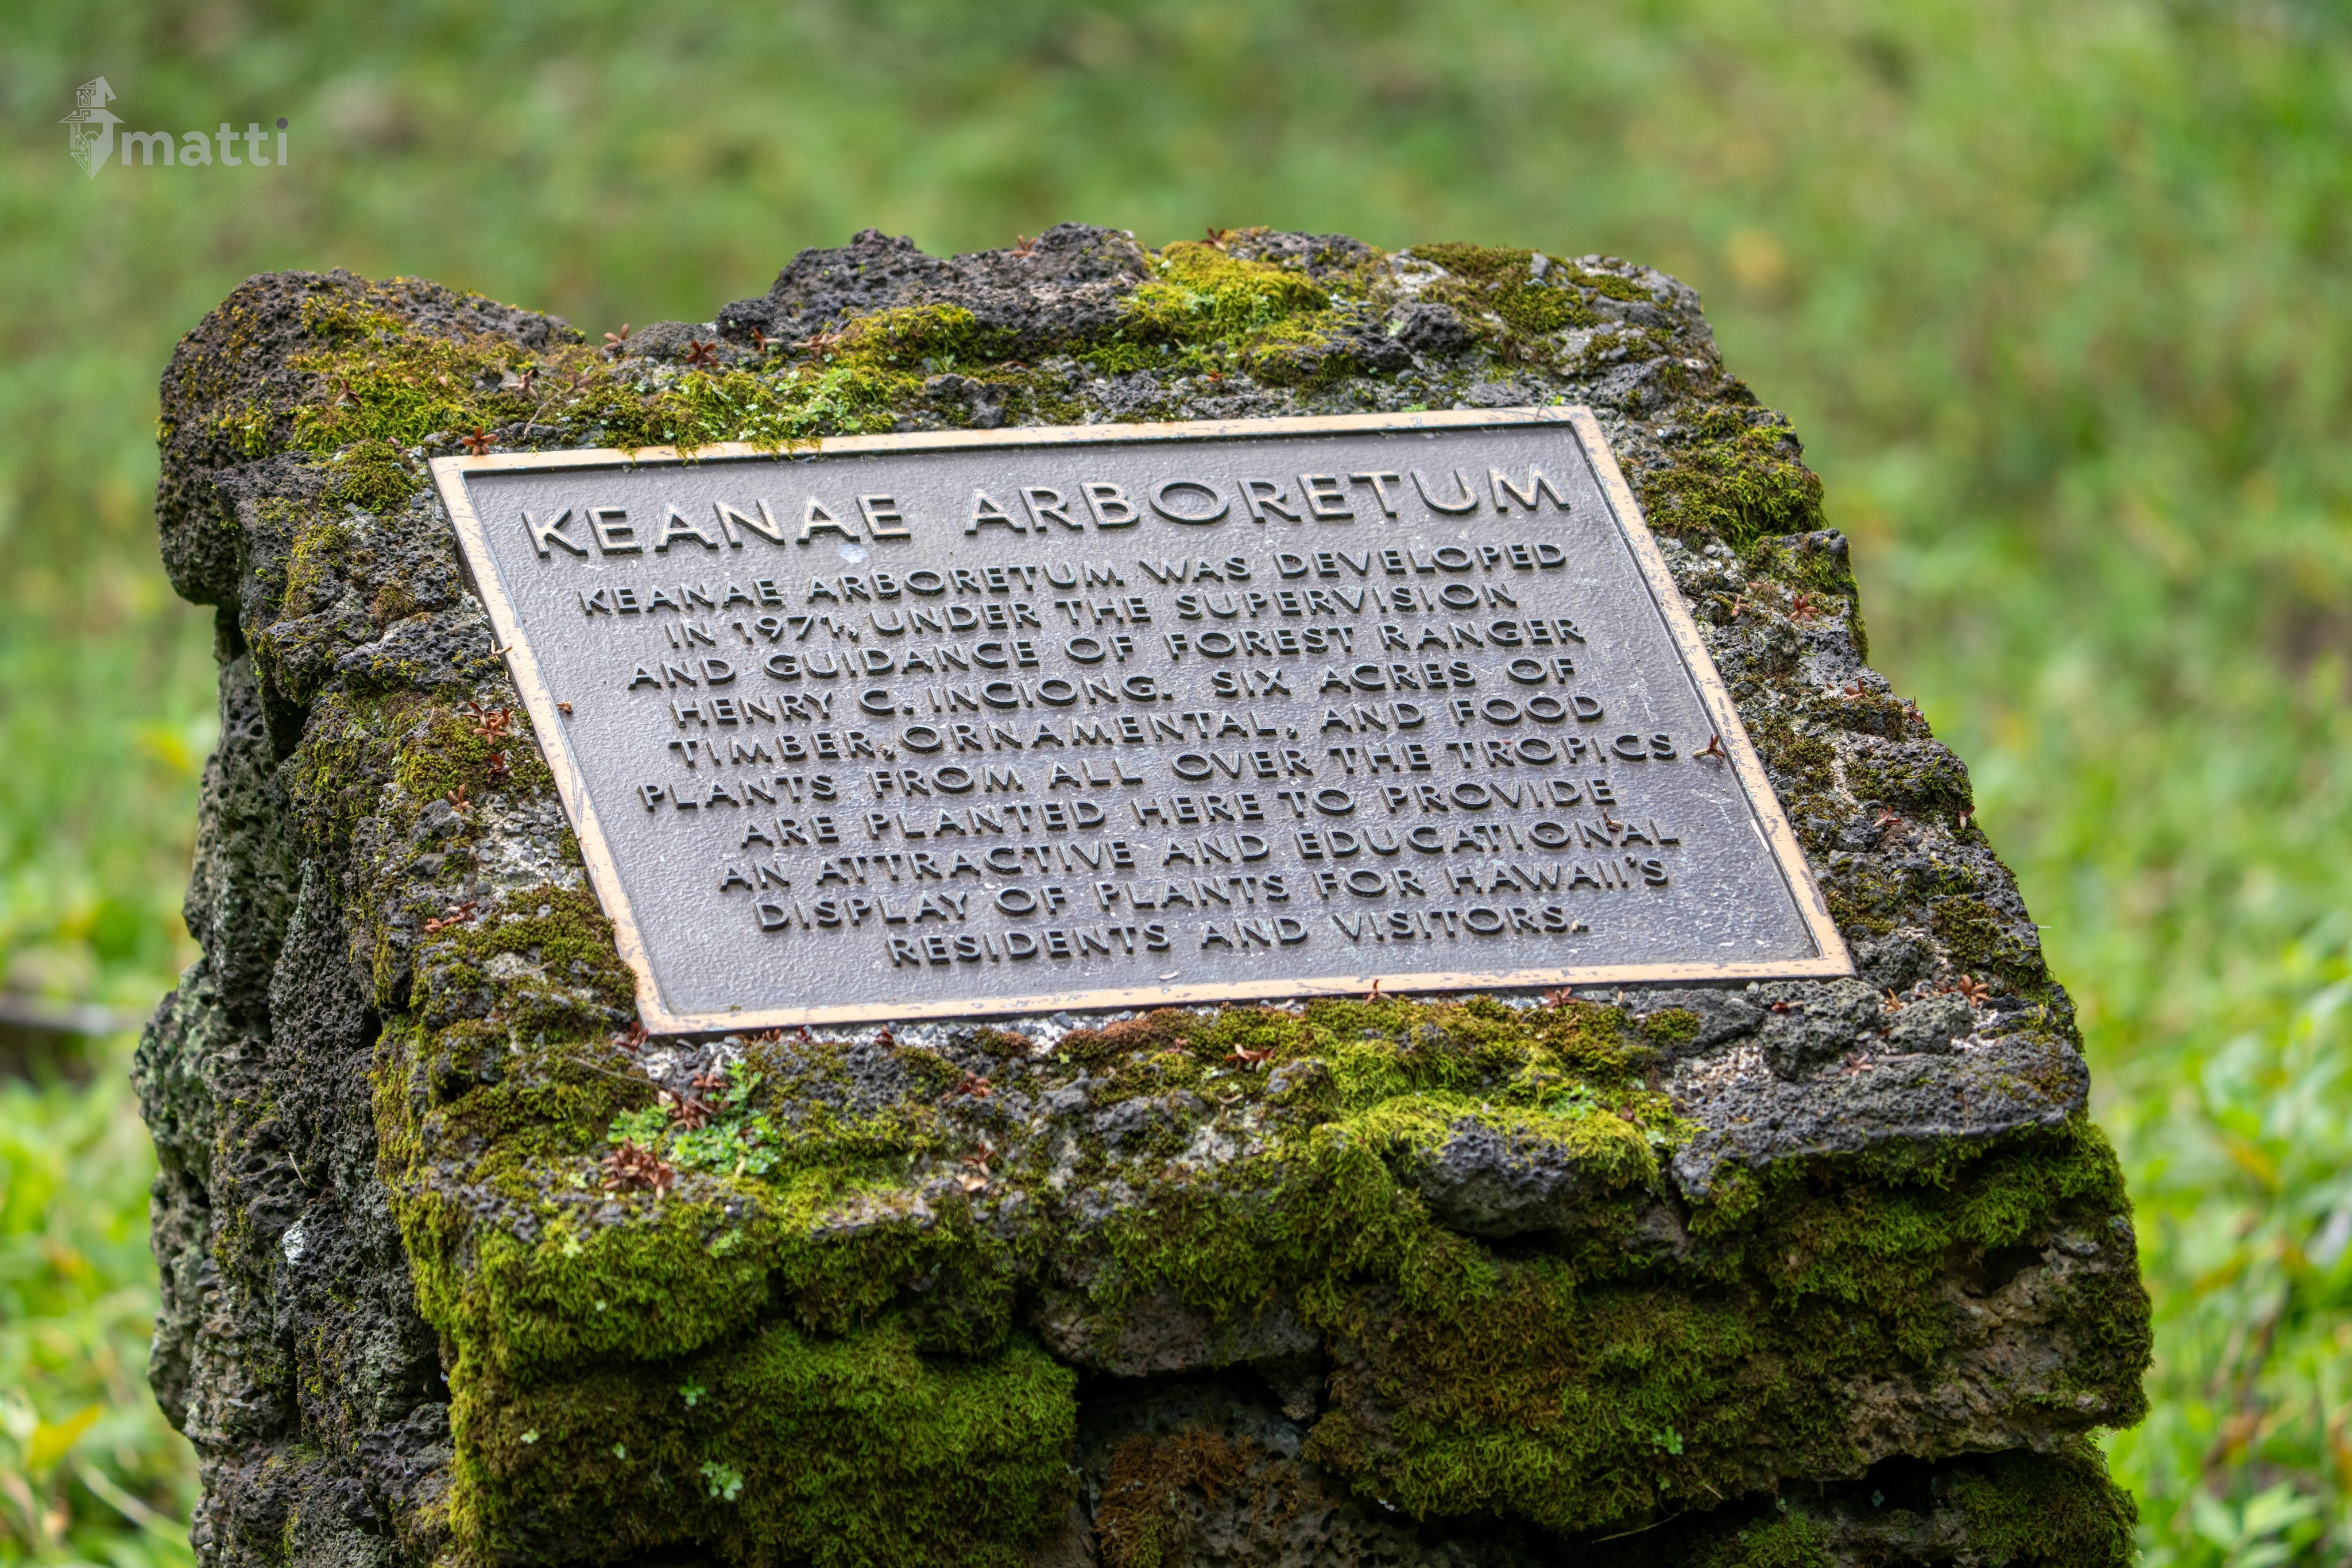 matti
KEANAE ARBORETUM
KEANAE ARBORETUM WAS DEVELOPED
IN 1971, UNDER THE SUPERVISION
AND GUIDANCE OF FOREST RANGER
HENRY C. INCIONG. SIX ACRES OF
TIMBER, ORNAMENTAL, AND FOOD
PLANTS FROM ALL OVER THE TROPICS
ARE PLANTED HERE TO PROVIDE
AN ATTRACTIVE AND EDUCATIONAL
DISPLAY OF PLANTS FOR HAWAII'S
RESIDENTS AND VISITORS.